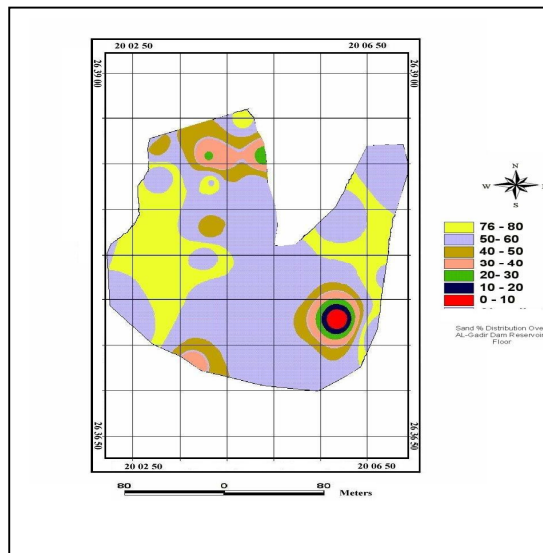 20 02 50
20 06 50
26 39 00
26 39 00
N
W
S
76 - 80
50- 60
40 - 50
30 - 40
20- 30
10 - 20
0 - 10
Sand % Distribution Ove
AL-Gadir Dam Reservoir
Floor
26 36 50
26 36 50
20 02 50
20 06 50
80
0
80
Meters